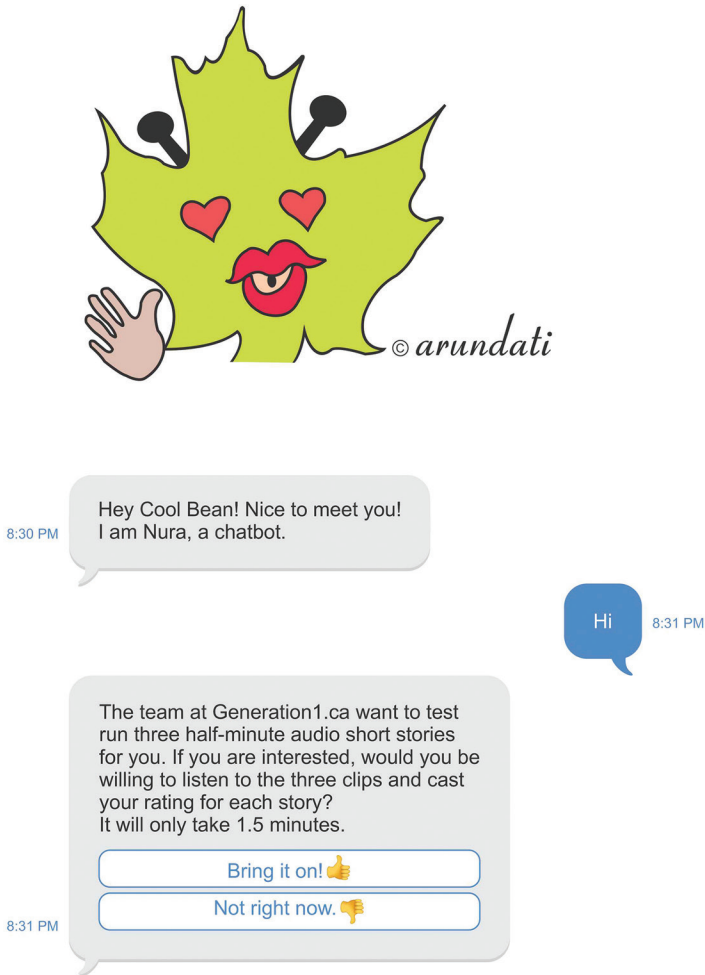 © arundati
Hey Cool Bean! Nice to meet you!
I am Nura, a chatbot.
8:30 PM
Hi
8:31 PM
The team at Generation1.ca want to test
run three half-minute audio short stories
for you. If you are interested, would you be
willing to listen to the three clips and cast
your rating for each story?
It will only take 1.5 minutes.
Bring it on! 👍
Not right now. 👎
8:31 PM